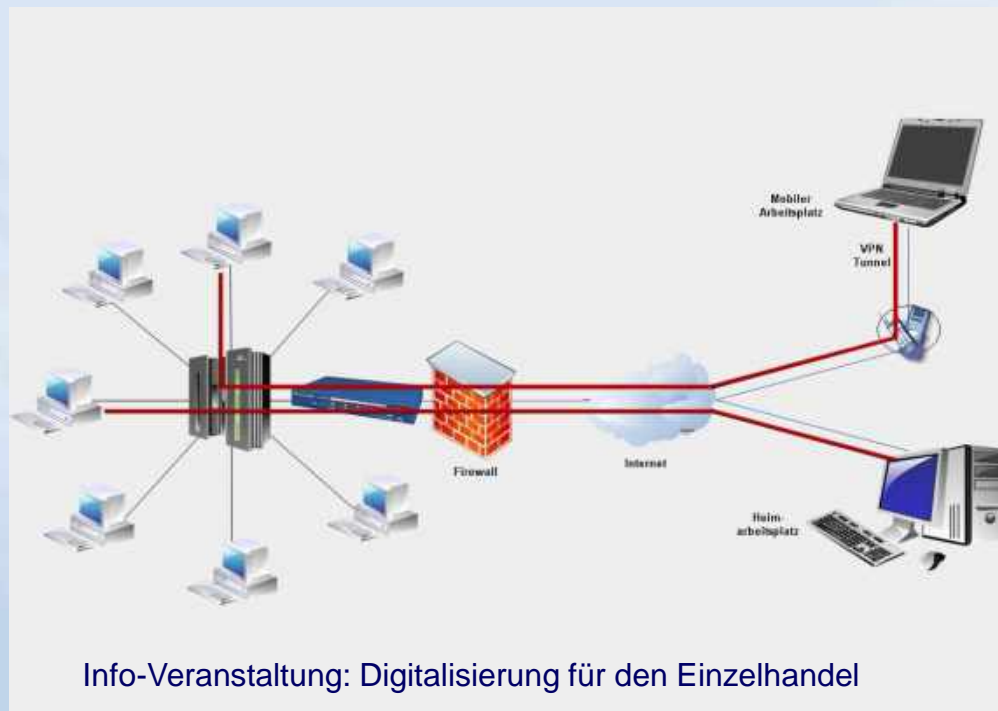 Mobiler
Arbeitsplatz
VPN
Tunnel
Firewall
Internet
Heim-
arbeitsplatz
Info-Veranstaltung: Digitalisierung für den Einzelhandel